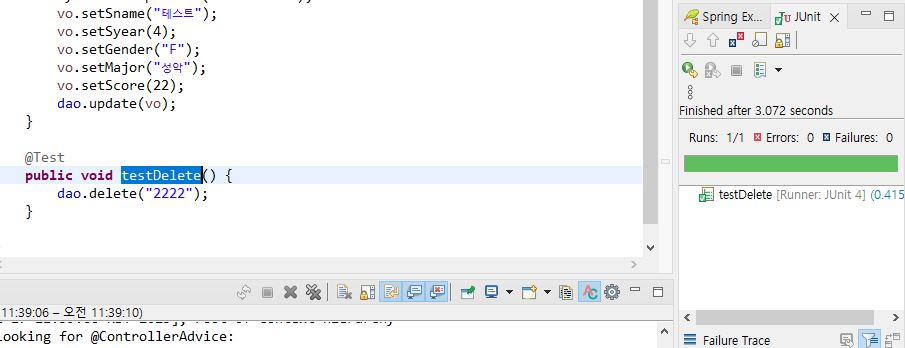 vo.setSname("테스트");
vo.setSyear(4);
vo.setGender("F");
vo.setMajor("성악");
vo.setScore(22);
dao.update(vo);
}
@Test
public void testDelete() {
dao.delete("2222");
}
11:39:06 – 오전 11:39:10)
ooking for @ControllerAdvice:
Spring Ex...
JUnit
Finished after 3.072 seconds
Runs: 1/1 Errors: 0 Failures: 0
testDelete [Runner: JUnit 4] (0.415
Failure Trace